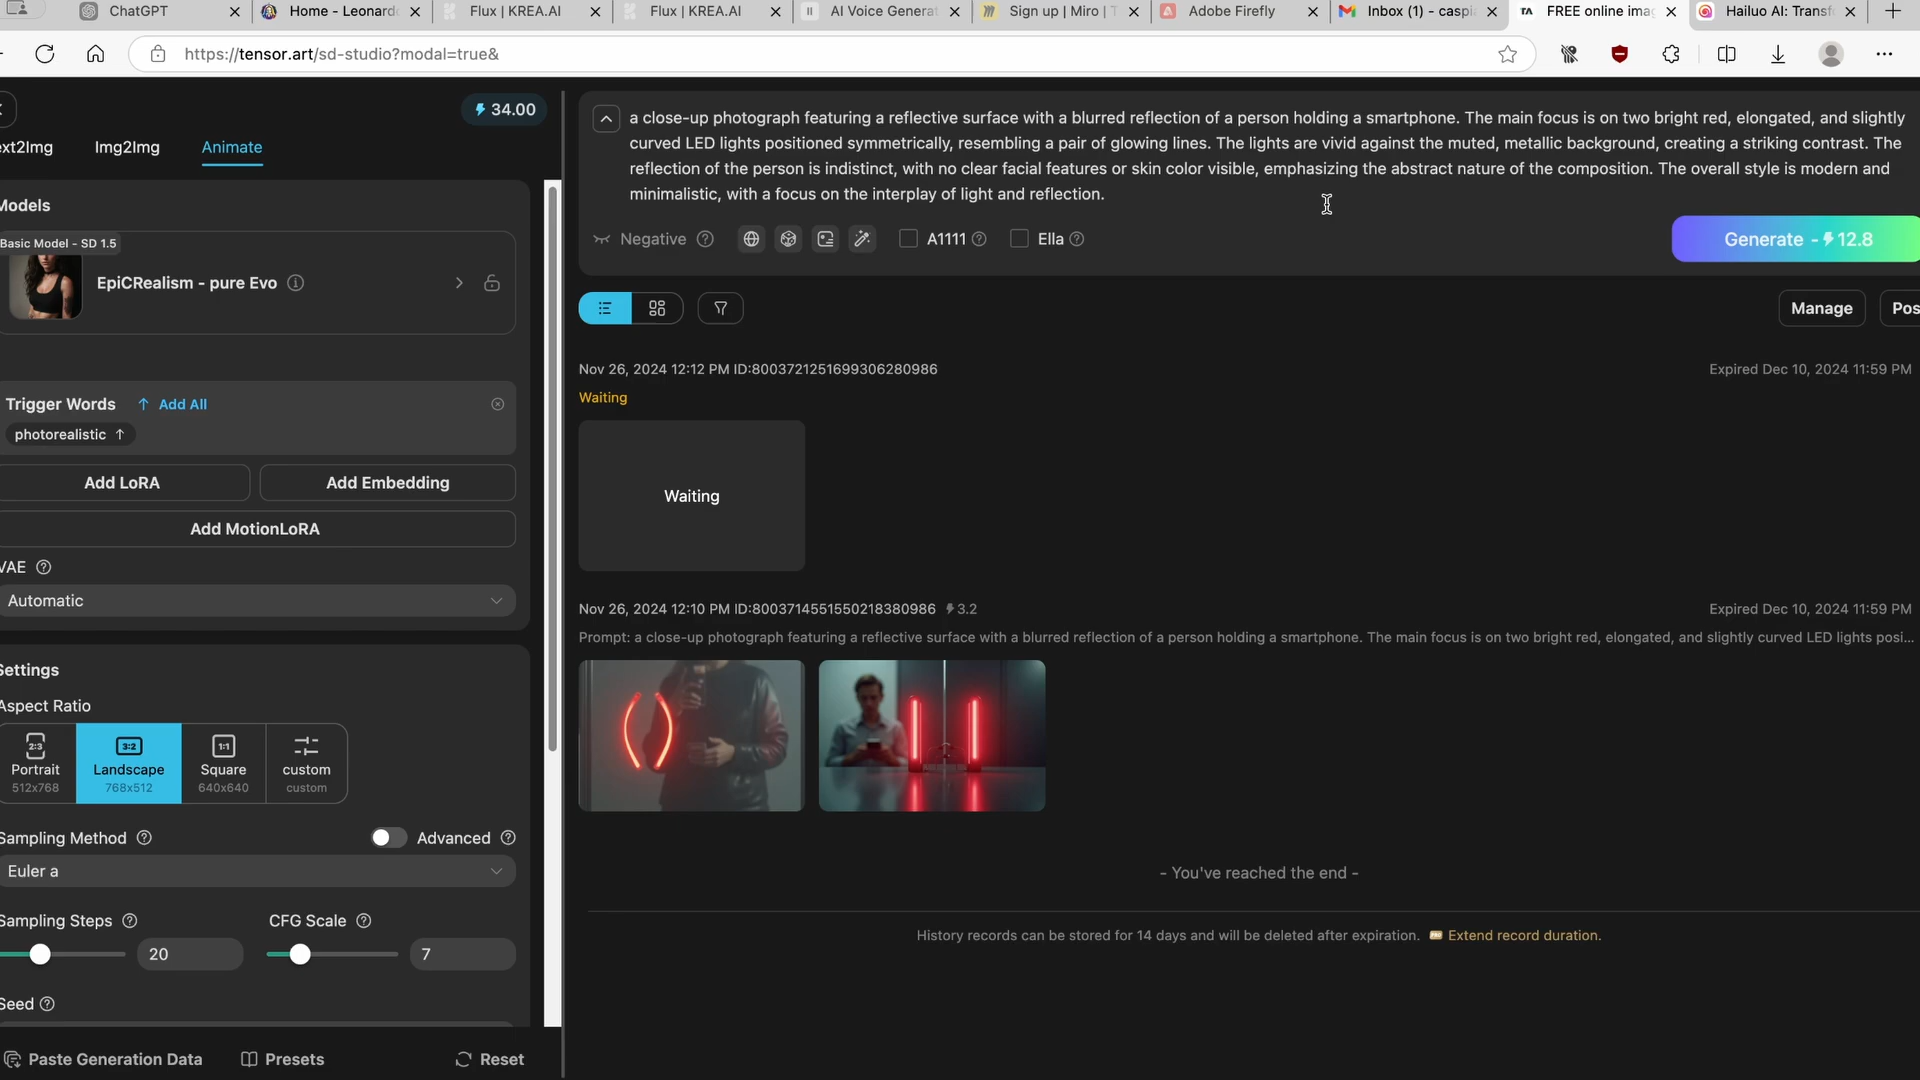 ChatGPT
Home - Leonard
Flux | KREA.AI
Flux | KREA.AI
AI Voice Generat
Sign up | Miro | T
Adobe Firefly
Inbox (1) - caspi
FREE online ima
Hailuo AI: Transf
https://tensor.art/sd-studio?modal=true&
34.00
ext2Img
Img2Img
Animate
Models
Basic Model - SD 1.5
EpiCRealism - pure Evo
Trigger Words
Add All
photorealistic
Add LoRA
Add Embedding
Add MotionLoRA
VAE
Automatic
Settings
Aspect Ratio
2:3
3:2
1:1
Portrait
Landscape
Square
custom
512x768
768x512
640x640
custom
Sampling Method
Advanced
Euler a
Sampling Steps
CFG Scale
20
7
Seed
Paste Generation Data
Presets
Reset
a close-up photograph featuring a reflective surface with a blurred reflection of a person holding a smartphone. The main focus is on two bright red, elongated, and slightly
curved LED lights positioned symmetrically, resembling a pair of glowing lines. The lights are vivid against the muted, metallic background, creating a striking contrast. The
reflection of the person is indistinct, with no clear facial features or skin color visible, emphasizing the abstract nature of the composition. The overall style is modern and
minimalistic, with a focus on the interplay of light and reflection.
Negative
A1111
Ella
Generate - 12.8
Manage
Pos
Nov 26, 2024 12:12 PM ID:800372125169930628​0986
Expired Dec 10, 2024 11:59 PM
Waiting
Waiting
Nov 26, 2024 12:10 PM ID:800371455155021838​0986 3.2
Expired Dec 10, 2024 11:59 PM
Prompt: a close-up photograph featuring a reflective surface with a blurred reflection of a person holding a smartphone. The main focus is on two bright red, elongated, and slightly curved LED lights posi...
- You've reached the end -
History records can be stored for 14 days and will be deleted after expiration. Extend record duration.